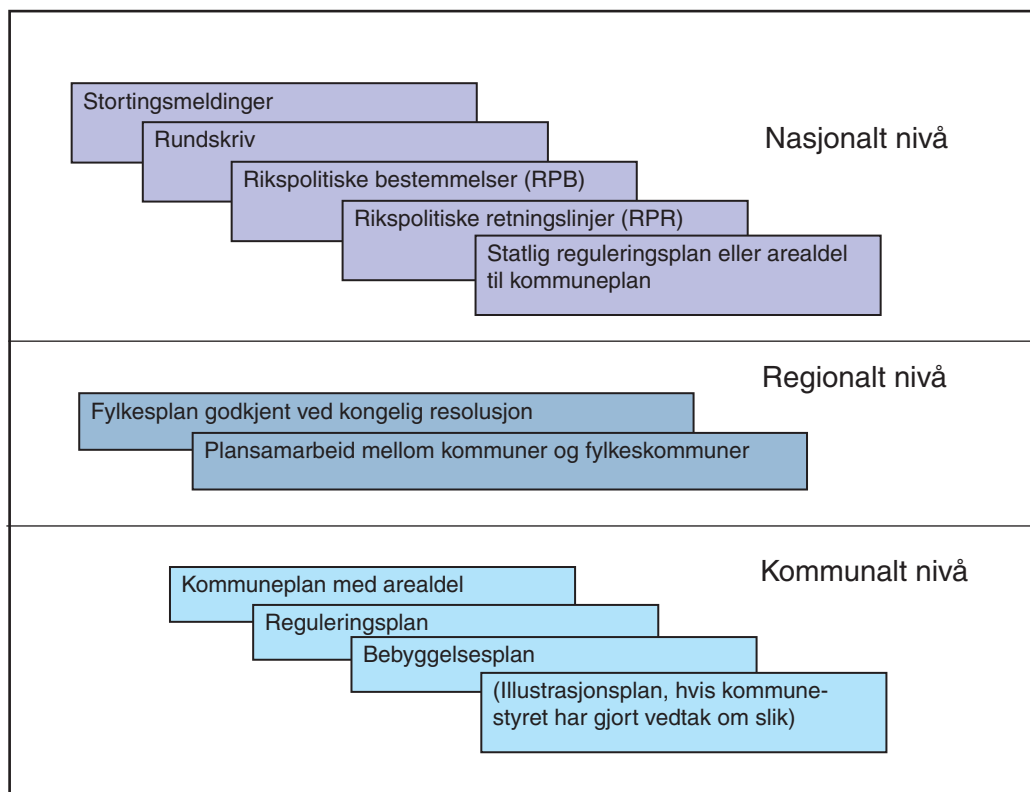 Nasjonalt nivå
Stortingsmeldinger
Rundskriv
Rikspolitiske bestemmelser (RPB)
Rikspolitiske retningslinjer (RPR)
Statlig reguleringsplan eller arealdel
til kommuneplan
Regionalt nivå
Fylkesplan godkjent ved kongelig resolusjon
Plansamarbeid mellom kommuner og fylkeskommuner
Kommunalt nivå
Kommuneplan med arealdel
Reguleringsplan
Bebyggelsesplan
(Illustrasjonsplan, hvis kommune-
styret har gjort vedtak om slik)